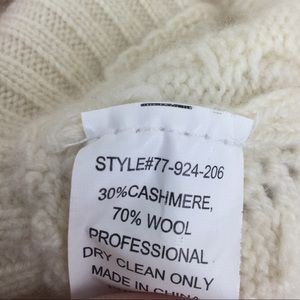 STYLE#77-924-206
30%CASHMERE,
70% WOOL
PROFESSIONAL
DRY CLEAN ONLY
MADE IN CHINA